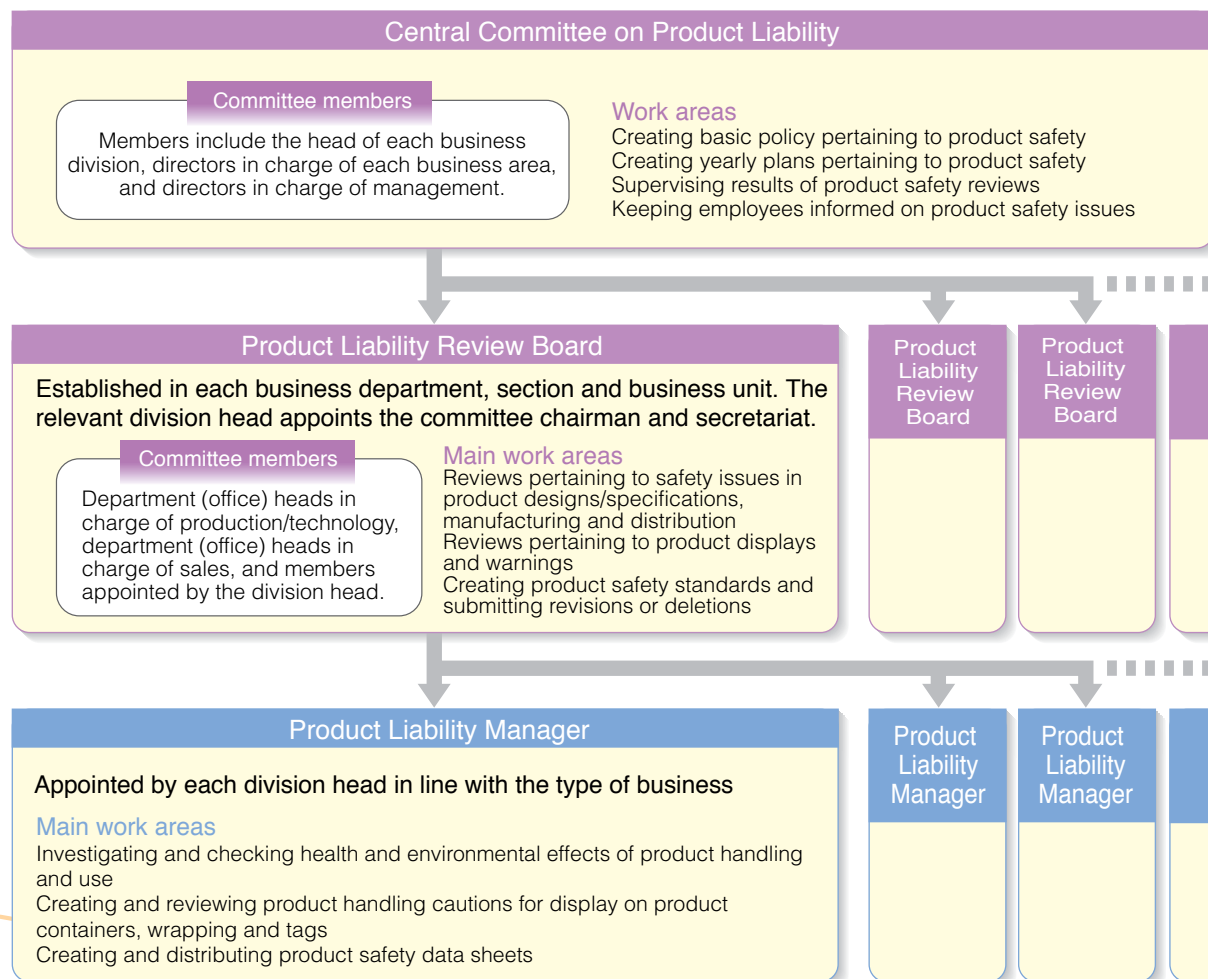 Central Committee on Product Liability
Committee members
Members include the head of each business
division, directors in charge of each business area,
and directors in charge of management.
Work areas
Creating basic policy pertaining to product safety
Creating yearly plans pertaining to product safety
Supervising results of product safety reviews
Keeping employees informed on product safety issues
Product Liability Review Board
Established in each business department, section and business unit. The
relevant division head appoints the committee chairman and secretariat.
Committee members
Department (office) heads in
charge of production/technology,
department (office) heads in
charge of sales, and members
appointed by the division head.
Main work areas
Reviews pertaining to safety issues in
product designs/specifications,
manufacturing and distribution
Reviews pertaining to product displays
and warnings
Creating product safety standards and
submitting revisions or deletions
Product
Liability
Review
Board
Product
Liability
Review
Board
Product Liability Manager
Appointed by each division head in line with the type of business
Main work areas
Investigating and checking health and environmental effects of product handling
and use
Creating and reviewing product handling cautions for display on product
containers, wrapping and tags
Creating and distributing product safety data sheets
Product
Liability
Manager
Product
Liability
Manager